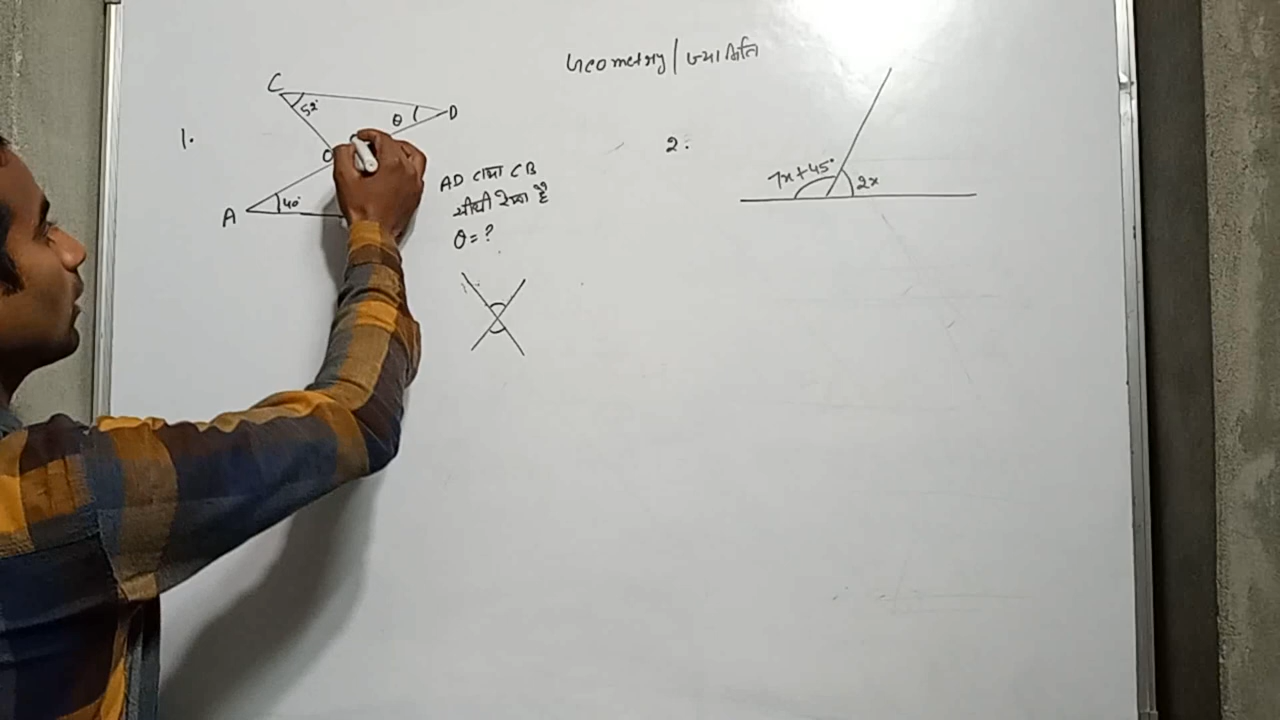 Geometry / ज्यामिति
1.
C
52°
θ
D
O
A
40°
AD तथा CB
सीधी रेखा है
θ = ?
2.
7x + 45°
2x